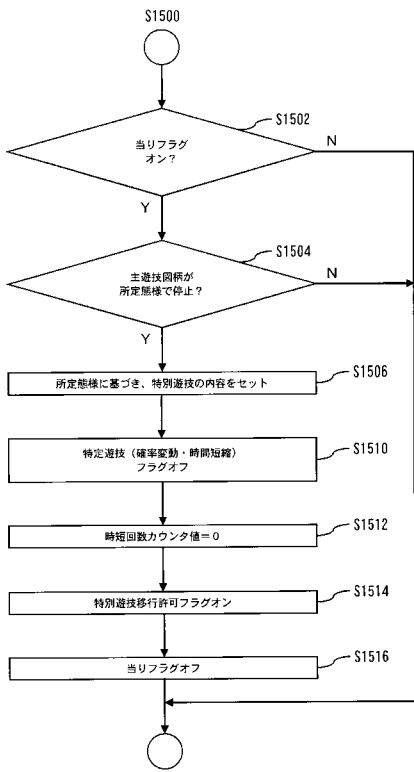 S1500
S1502
当りフラグ
オン？
N
Y
S1504
主遊技図柄が
所定態様で停止？
N
Y
S1506
所定態様に基づき、特別遊技の内容をセット
S1510
特定遊技（確率変動・時間短縮）
フラグオフ
S1512
時短回数カウンタ値＝０
S1514
特別遊技移行許可フラグオン
S1516
当りフラグオフ